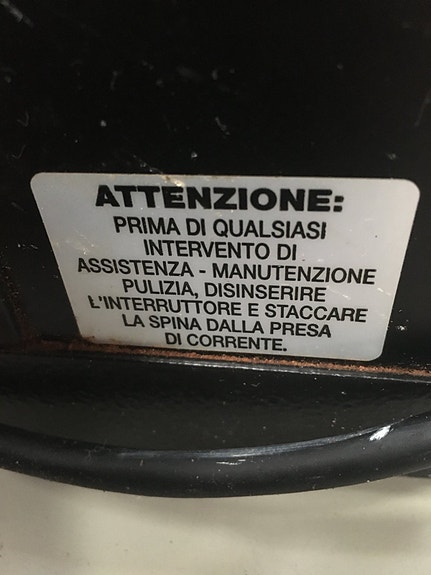 ATTENZIONE:
PRIMA DI QUALSIASI
INTERVENTO DI
ASSISTENZA - MANUTENZIONE
PULIZIA, DISINSERIRE
L'INTERRUTTORE E STACCARE
LA SPINA DALLA PRESA
DI CORRENTE.